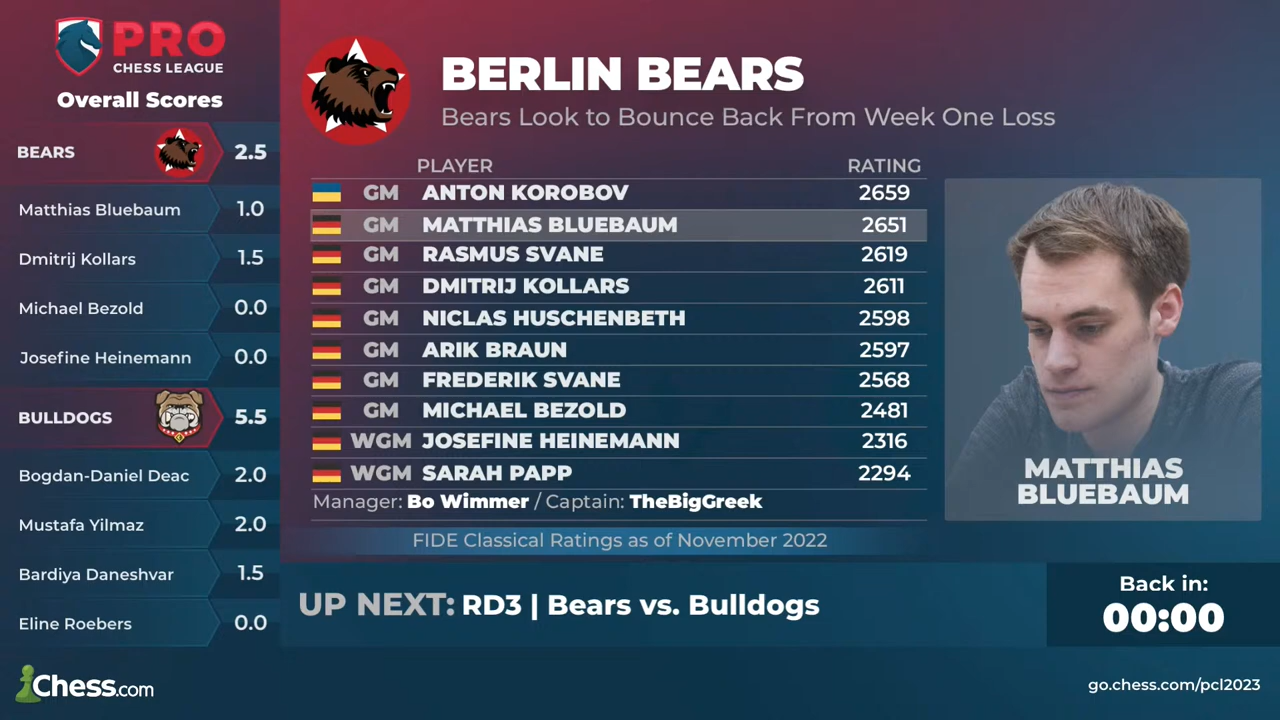 PRO
CHESS LEAGUE
Overall Scores
BEARS 2.5
Matthias Bluebaum 1.0
Dmitrij Kollars 1.5
Michael Bezold 0.0
Josefine Heinemann 0.0
BULLDOGS 5.5
Bogdan-Daniel Deac 2.0
Mustafa Yilmaz 2.0
Bardiya Daneshvar 1.5
Eline Roebers 0.0
Chess.com
BERLIN BEARS
Bears Look to Bounce Back From Week One Loss
PLAYER RATING
GM ANTON KOROBOV 2659
GM MATTHIAS BLUEBAUM 2651
GM RASMUS SVANE 2619
GM DMITRIJ KOLLARS 2611
GM NICLAS HUSCHENBETH 2598
GM ARIK BRAUN 2597
GM FREDERIK SVANE 2568
GM MICHAEL BEZOLD 2481
WGM JOSEFINE HEINEMANN 2316
WGM SARAH PAPP 2294
Manager: Bo Wimmer / Captain: TheBigGreek
FIDE Classical Ratings as of November 2022
MATTHIAS
BLUEBAUM
UP NEXT: RD3 | Bears vs. Bulldogs
Back in:
00:00
go.chess.com/pcl2023